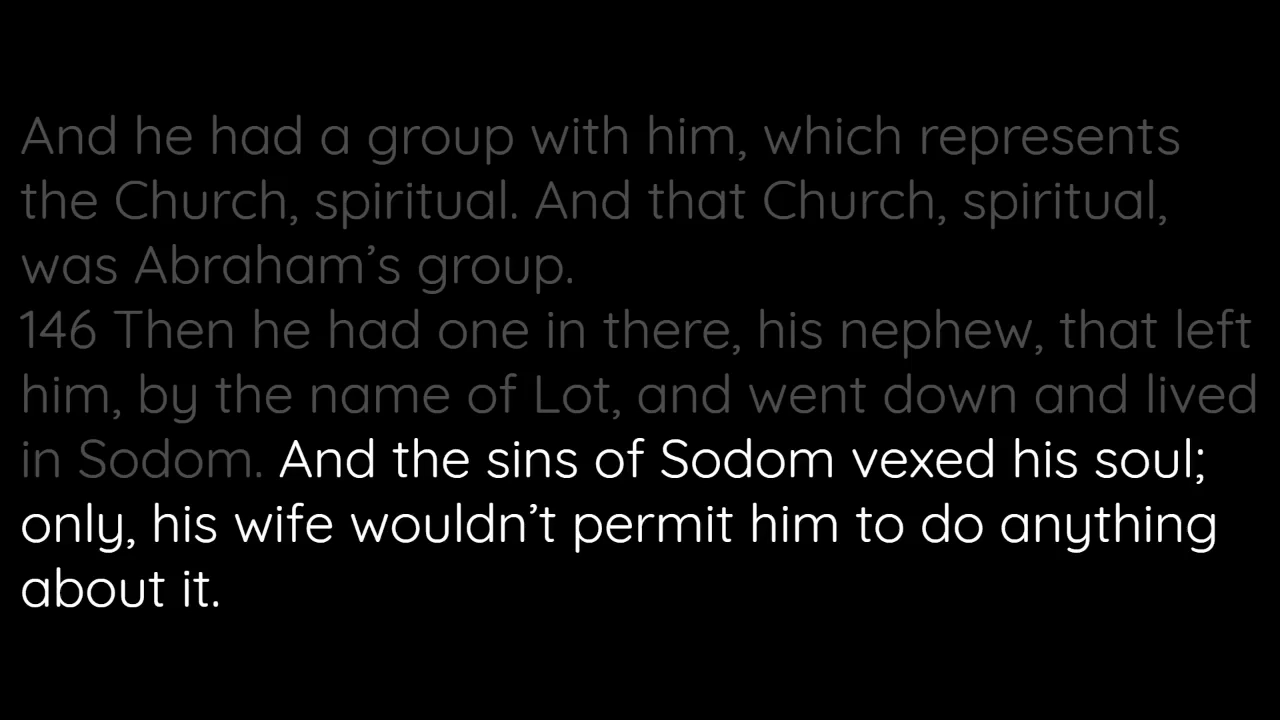 And he had a group with him, which represents
the Church, spiritual. And that Church, spiritual,
was Abraham’s group.
146 Then he had one in there, his nephew, that left
him, by the name of Lot, and went down and lived
in Sodom. And the sins of Sodom vexed his soul;
only, his wife wouldn’t permit him to do anything
about it.